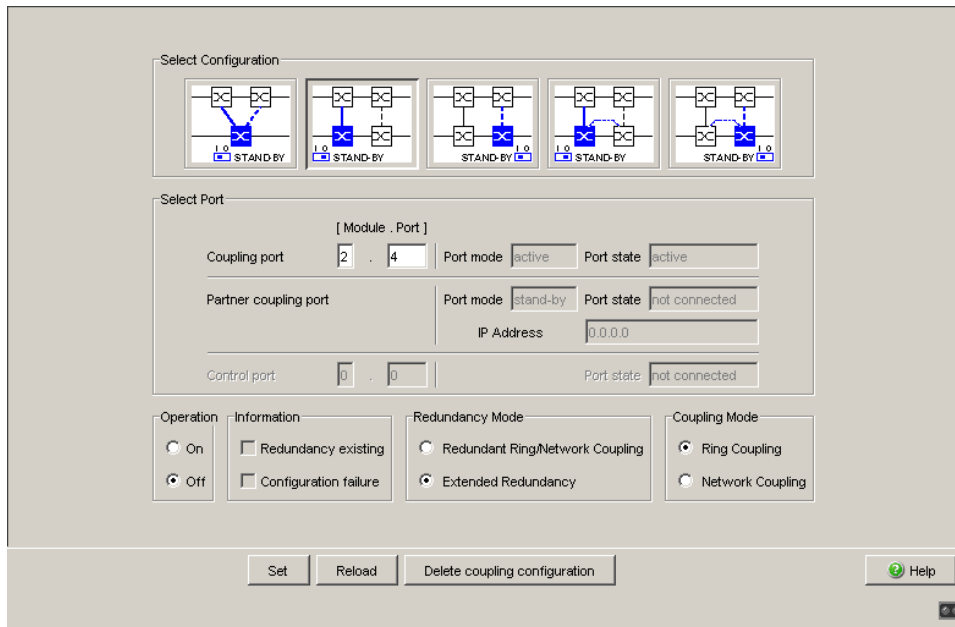 Select Configuration
I O STAND-BY
I O STAND-BY
STAND-BY I O
I O STAND-BY
STAND-BY I O
Select Port
[ Module . Port ]
Coupling port 2 . 4 Port mode active Port state active
Partner coupling port Port mode stand-by Port state not connected
IP Address 0.0.0.0
Control port 0 . 0 Port state not connected
Operation Information Redundancy Mode Coupling Mode
On Redundancy existing Redundant Ring/Network Coupling Ring Coupling
Off Configuration failure Extended Redundancy Network Coupling
Set Reload Delete coupling configuration Help